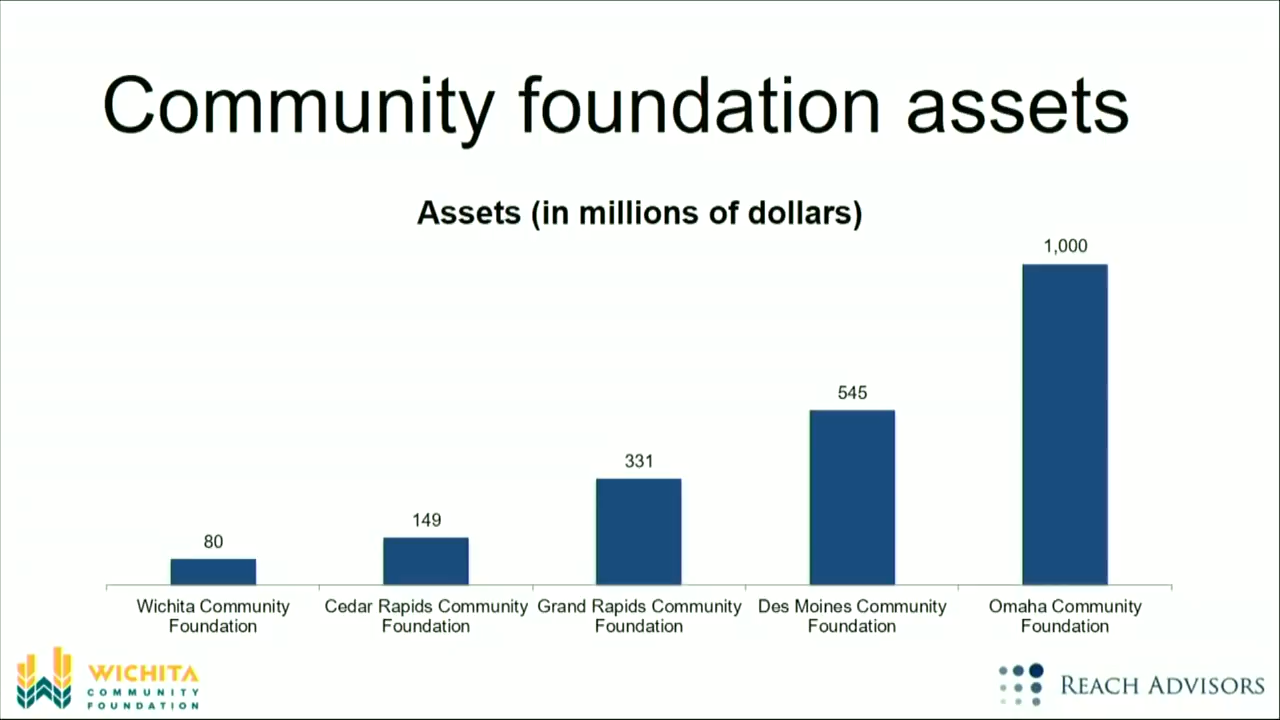 Community foundation assets
Assets (in millions of dollars)
1,000
545
331
149
80
Wichita Community
Foundation
Cedar Rapids Community
Foundation
Grand Rapids Community
Foundation
Des Moines Community
Foundation
Omaha Community
Foundation
WICHITA
COMMUNITY
FOUNDATION
REACH ADVISORS